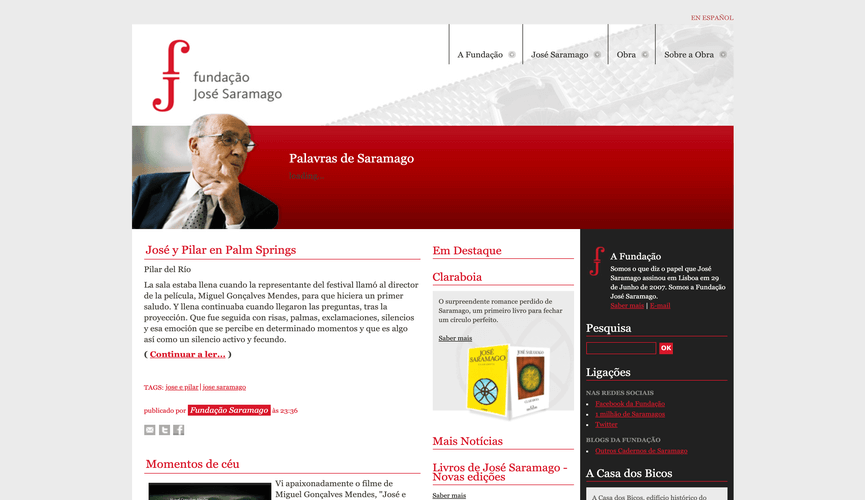 EN ESPAÑOL
fundação
José Saramago
A Fundação
José Saramago
Obra
Sobre a Obra
Palavras de Saramago
José y Pilar en Palm Springs
Pilar del Río
La sala estaba llena cuando la representante del festival llamó al director
de la película, Miguel Gonçalves Mendes, para que hiciera un primer
saludo. Y llena continuaba cuando llegaron las preguntas, tras la
proyección. Que fue seguida con risas, palmas, exclamaciones, silencios
y esa emoción que se percibe en determinado momentos y que es algo
así como un silencio activo y fecundo.
( Continuar a ler... )
TAGS: jose e pilar | jose saramago
publicado por Fundação Saramago às 23:36
Momentos de céu
Vi apaixonadamente o filme de
Miguel Gonçalves Mendes, "José e
Em Destaque
Claraboia
O surpreendente romance perdido de
Saramago, um primeiro livro para fechar
um círculo perfeito.
Saber mais
JOSÉ
SARAMAGO
JOSÉ
SARAMAGO
Mais Notícias
Livros de José Saramago -
Novas edições
Saber mais
A Fundação
Somos o que diz o papel que José
Saramago assinou em Lisboa em 29
de Junho de 2007. Somos a Fundação
José Saramago.
Saber mais | E-mail
Pesquisa
OK
Ligações
NAS REDES SOCIAIS
Facebook da Fundação
1 milhão de Saramagos
Twitter
BLOGS DA FUNDAÇÃO
Outros Cadernos de Saramago
A Casa dos Bicos
A Casa dos Bicos, edifício histórico do